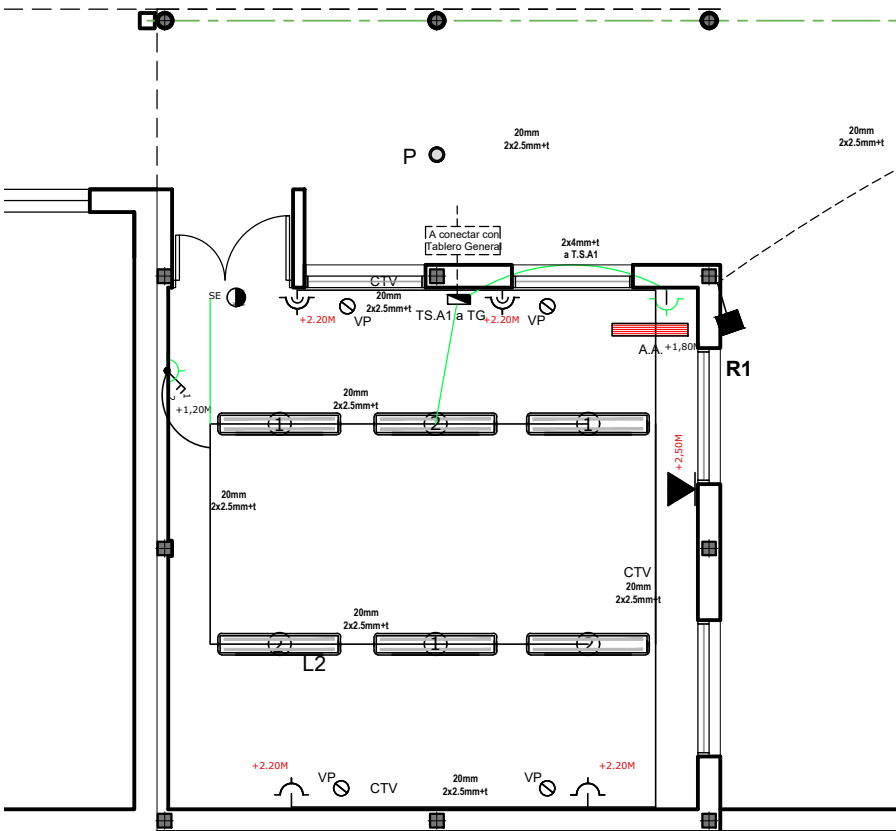 20mm
2x2.5mm+t
20mm
2x2.5mm+t
P
A conectar con
Tablero General
2x4mm+t
a T.S.A1
SE
CTV
20mm
2x2.5mm+t
+2.20M
VP
TS.A1 a TG
+2.20M
VP
A.A.
+1,80M
R1
1
2
+1,20M
20mm
2x2.5mm+t
1
2
1
+2,50M
20mm
2x2.5mm+t
CTV
20mm
2x2.5mm+t
20mm
2x2.5mm+t
2
1
2
L2
+2.20M
+2.20M
VP
CTV
20mm
2x2.5mm+t
VP